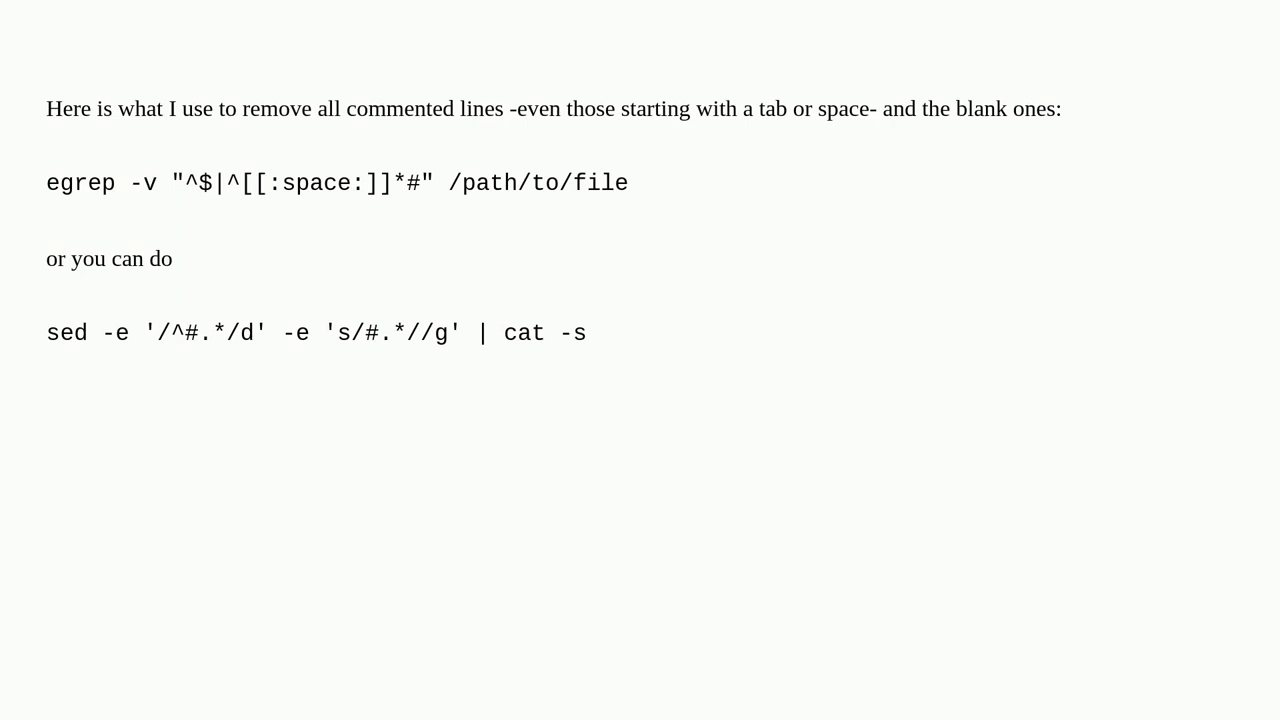 Here is what I use to remove all commented lines -even those starting with a tab or space- and the blank ones:
egrep -v "^$|^[[:space:]]*#" /path/to/file
or you can do
sed -e '/^#.*/d' -e 's/#.*//g' | cat -s